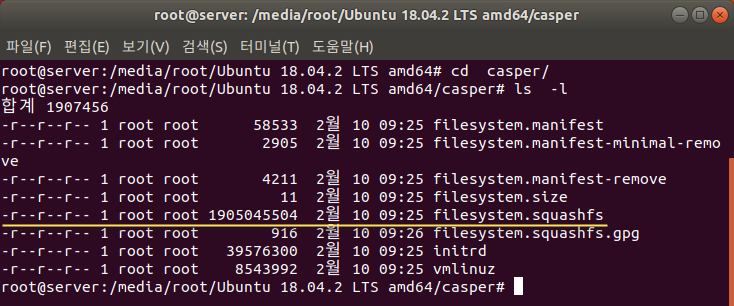 root@server: /media/root/Ubuntu 18.04.2 LTS amd64/casper
파일(F) 편집(E) 보기(V) 검색(S) 터미널(T) 도움말(H)
root@server:/media/root/Ubuntu 18.04.2 LTS amd64# cd  casper/
root@server:/media/root/Ubuntu 18.04.2 LTS amd64/casper# ls  -l
합계 1907456
-r--r--r-- 1 root root      58533  2월  10 09:25 filesystem.manifest
-r--r--r-- 1 root root       2905  2월  10 09:25 filesystem.manifest-minimal-remo
ve
-r--r--r-- 1 root root       4211  2월  10 09:25 filesystem.manifest-remove
-r--r--r-- 1 root root         11  2월  10 09:25 filesystem.size
-r--r--r-- 1 root root 1905045504  2월  10 09:25 filesystem.squashfs
-r--r--r-- 1 root root        916  2월  10 09:26 filesystem.squashfs.gpg
-r--r--r-- 1 root root   39576300  2월  10 09:25 initrd
-r--r--r-- 1 root root    8543992  2월  10 09:25 vmlinuz
root@server:/media/root/Ubuntu 18.04.2 LTS amd64/casper#